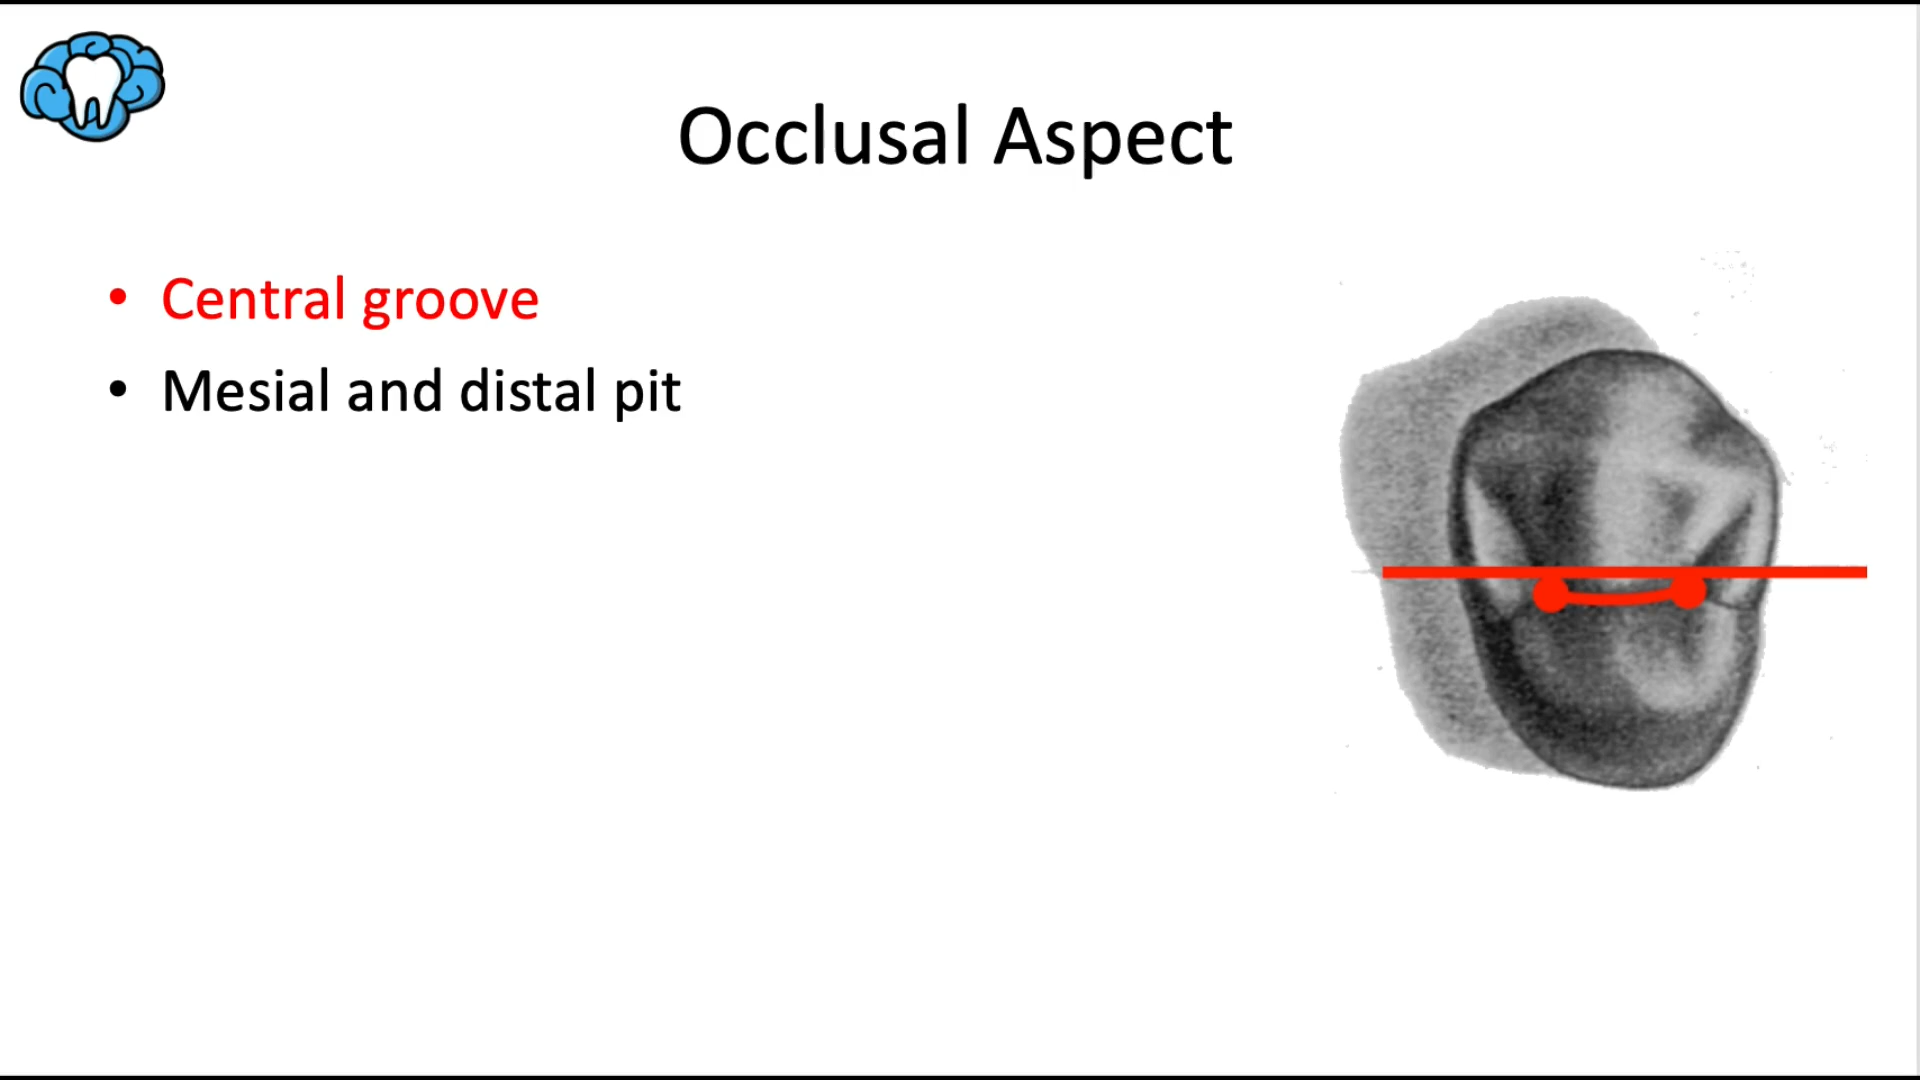 Occlusal Aspect
• Central groove
• Mesial and distal pit